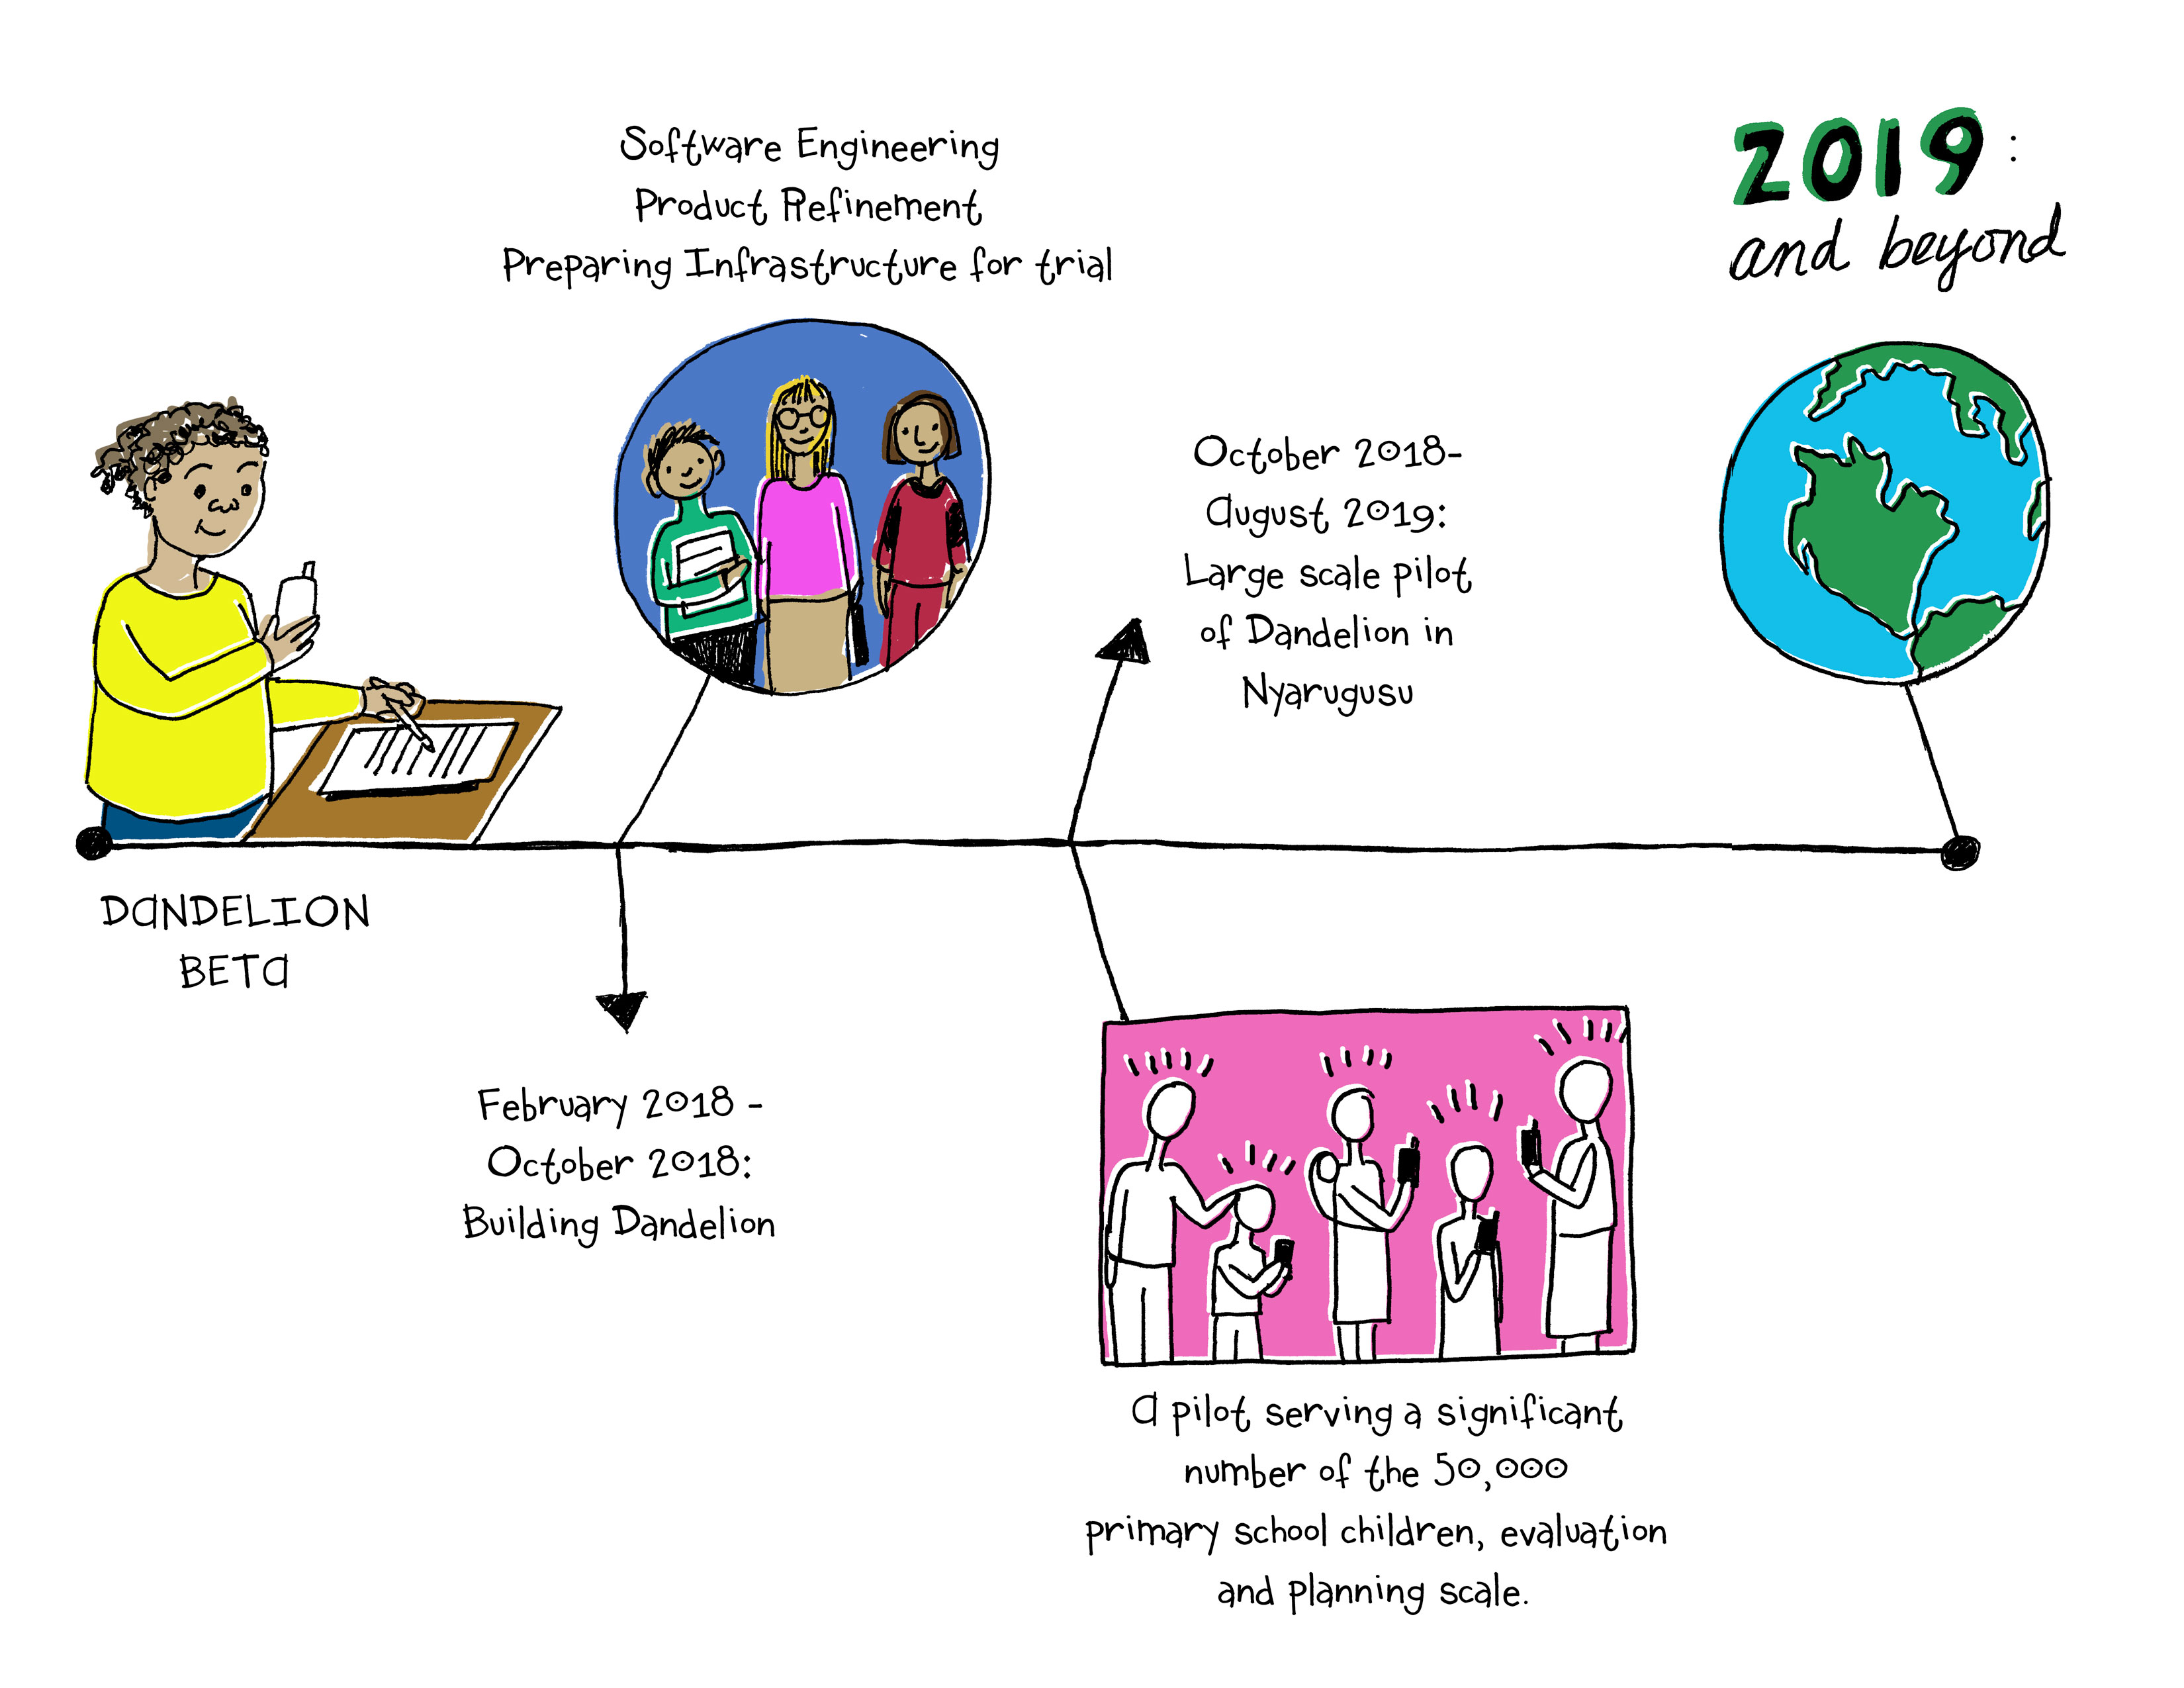 Software Engineering
Product Refinement
Preparing Infrastructure for trial
2019:
and beyond
October 2018-
August 2019:
Large scale pilot
of Dandelion in
Nyarugusu
DANDELION
BETA
February 2018 -
October 2018:
Building Dandelion
A pilot serving a significant
number of the 50,000
primary school children, evaluation
and planning scale.